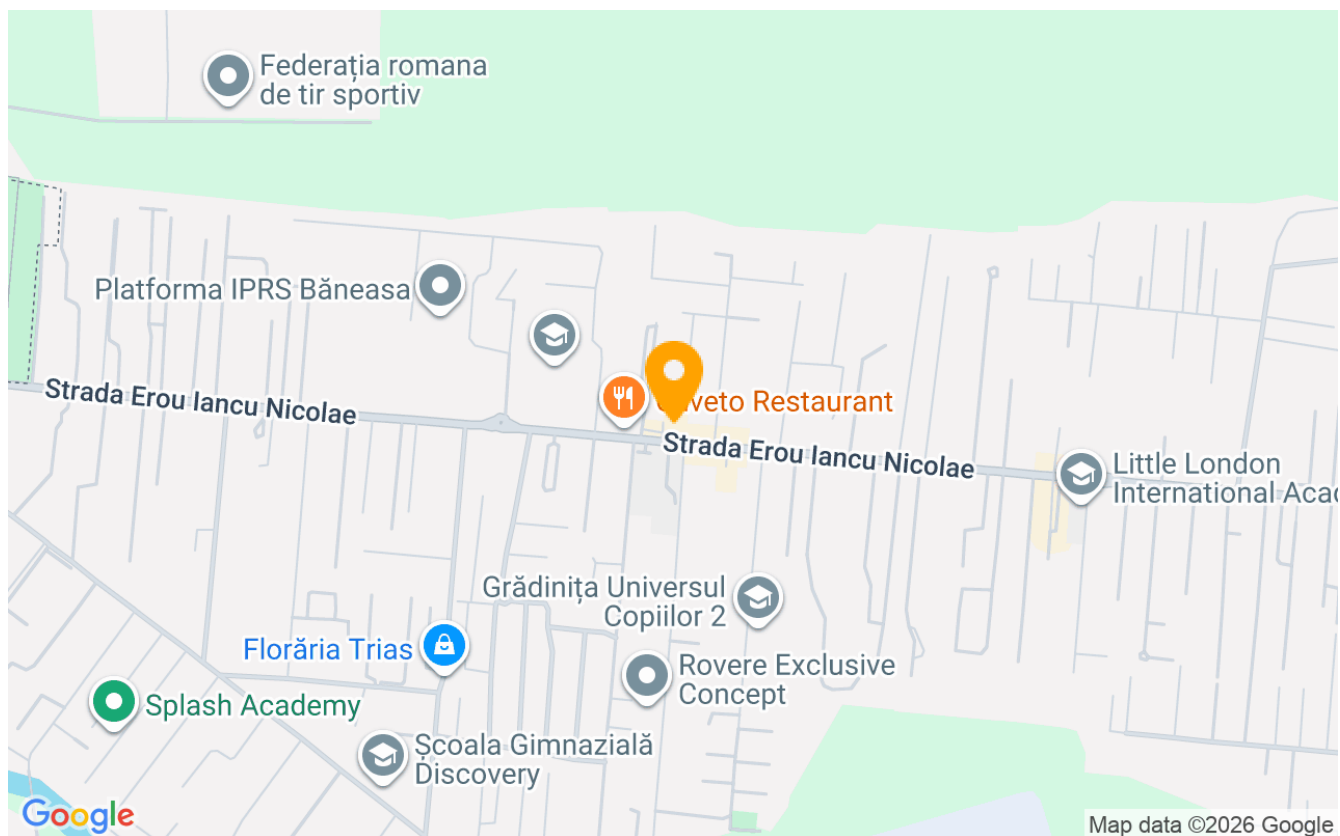 Federația romana
de tir sportiv
Platforma IPRS Băneasa
Strada Erou Iancu Nicolae
Restaurant
Strada Erou Iancu Nicolae
Little London
International
Grădinița Universul
Copiilor 2
Florăria Trias
Rovere Exclusive
Concept
Splash Academy
Școala Gimnazială
Discovery
Google
Map data ©2026 Google